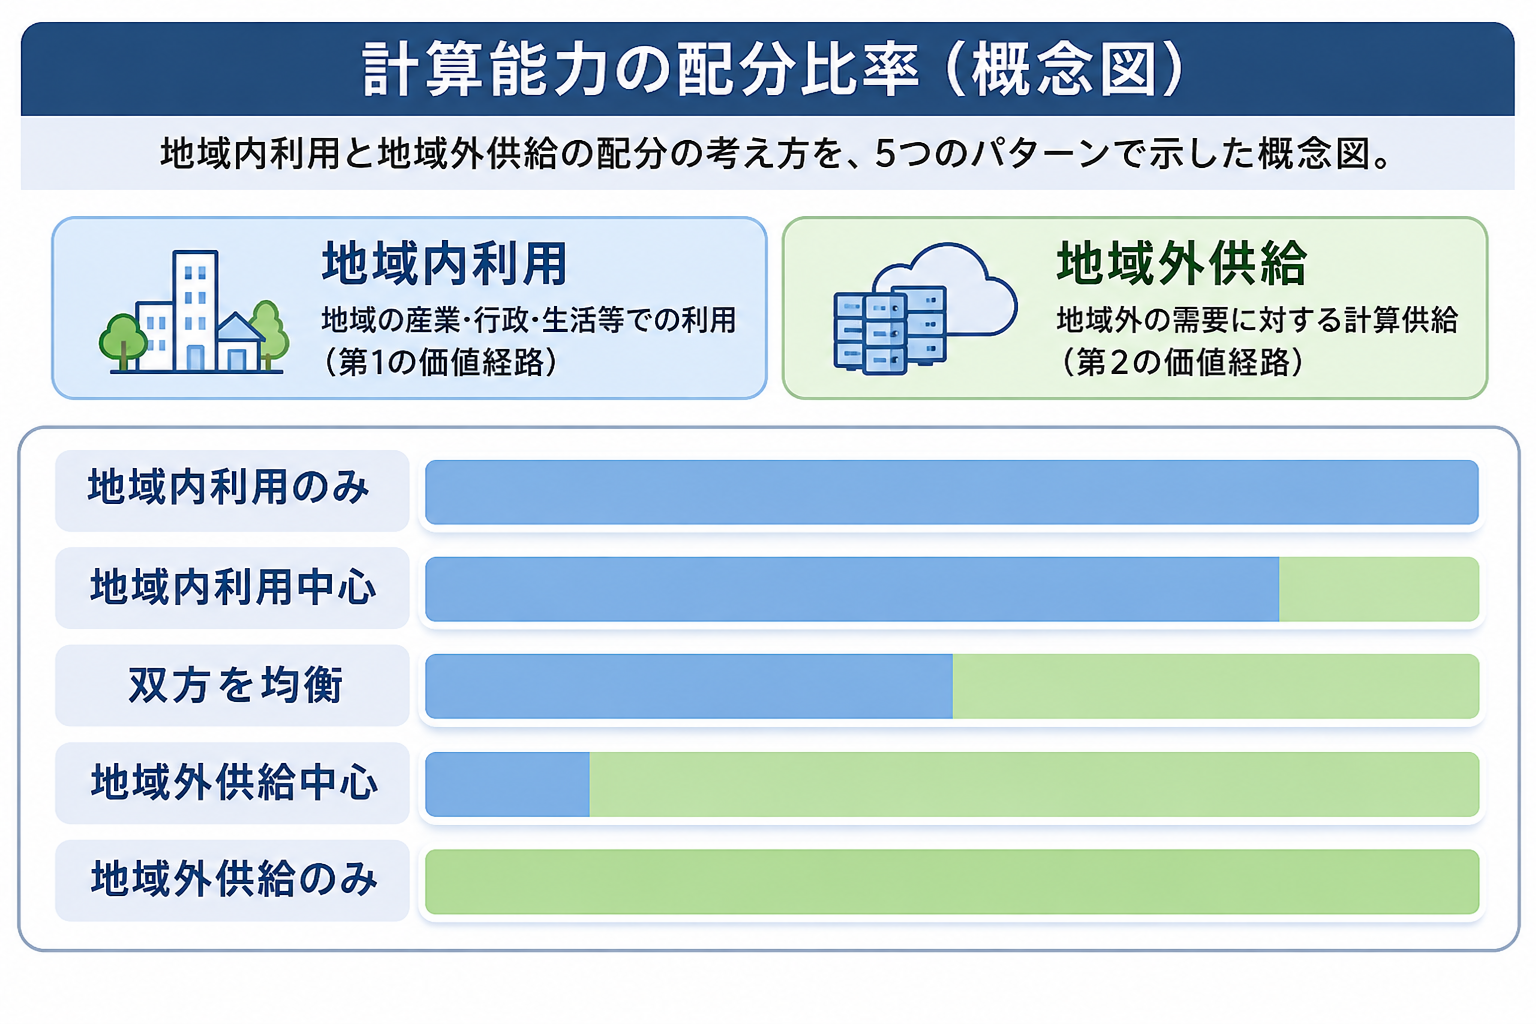 計算能力の配分比率（概念図）
地域内利用と地域外供給の配分の考え方を、5つのパターンで示した概念図。
地域内利用
地域の産業・行政・生活等での利用
（第1の価値経路）
地域外供給
地域外の需要に対する計算供給
（第2の価値経路）
地域内利用のみ
地域内利用中心
双方を均衡
地域外供給中心
地域外供給のみ